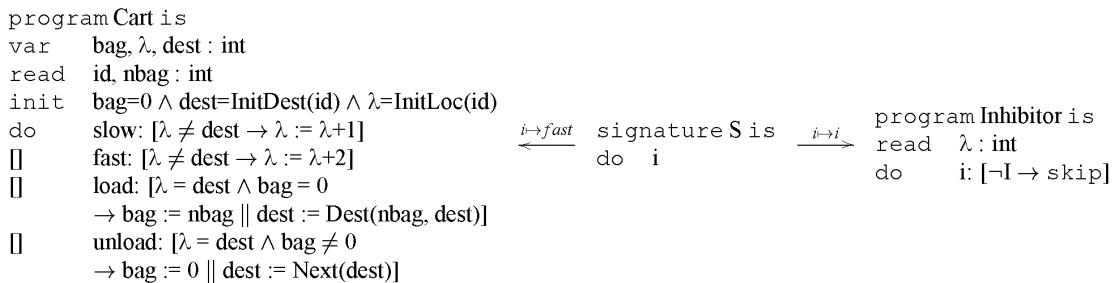 program Cart is
var bag, λ, dest : int
read id, nbag : int
init bag=0 ∧ dest=InitDest(id) ∧ λ=InitLoc(id)
do slow: [λ ≠ dest → λ := λ+1]
[] fast: [λ ≠ dest → λ := λ+2]
[] load: [λ = dest ∧ bag = 0
→ bag := nbag || dest := Dest(nbag, dest)]
[] unload: [λ = dest ∧ bag ≠ 0
→ bag := 0 || dest := Next(dest)]
i↦fast
signature S is
do i
i↦i
program Inhibitor is
read λ : int
do i: [¬I → skip]